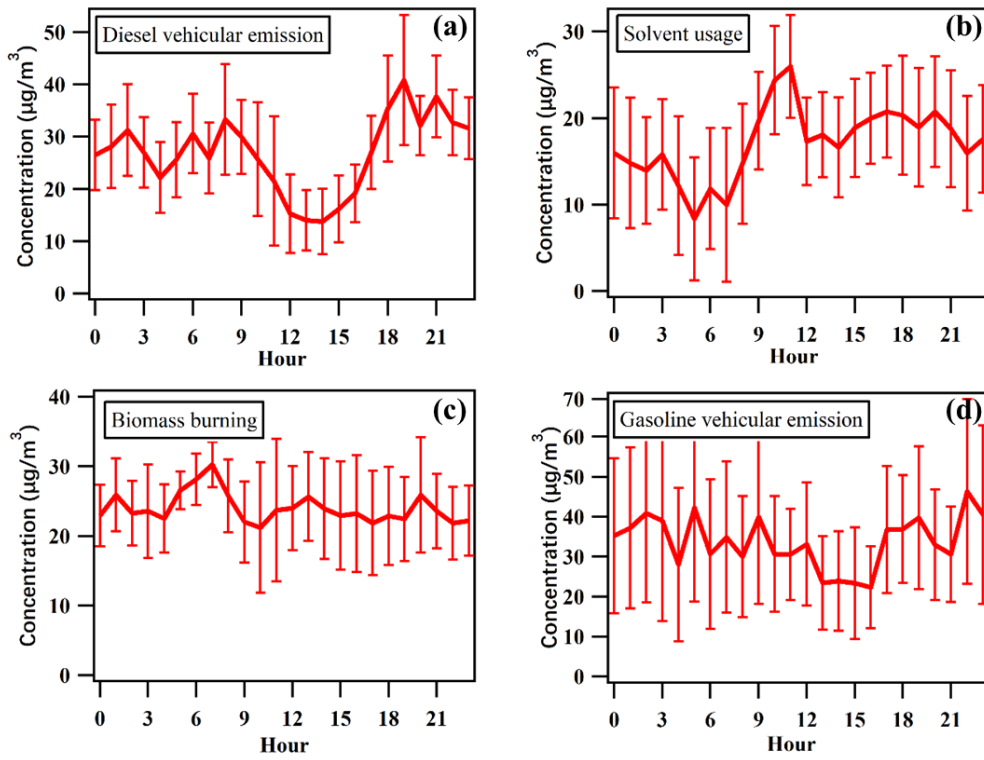 Diesel vehicular emission
(a)
Concentration (μg/m³)
50
40
30
20
10
0
0 3 6 9 12 15 18 21
Hour
Solvent usage
(b)
Concentration (μg/m³)
30
20
10
0
0 3 6 9 12 15 18 21
Hour
Biomass burning
(c)
Concentration (μg/m³)
40
30
20
10
0
0 3 6 9 12 15 18 21
Hour
Gasoline vehicular emission
(d)
Concentration (μg/m³)
70
60
50
40
30
20
10
0
0 3 6 9 12 15 18 21
Hour